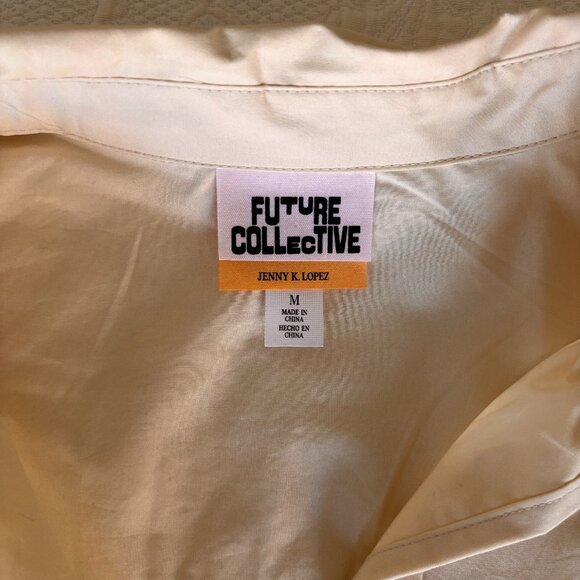 FUTURE
COLLECTIVE
JENNY K. LOPEZ
M
MADE IN
CHINA
HECHO EN
CHINA